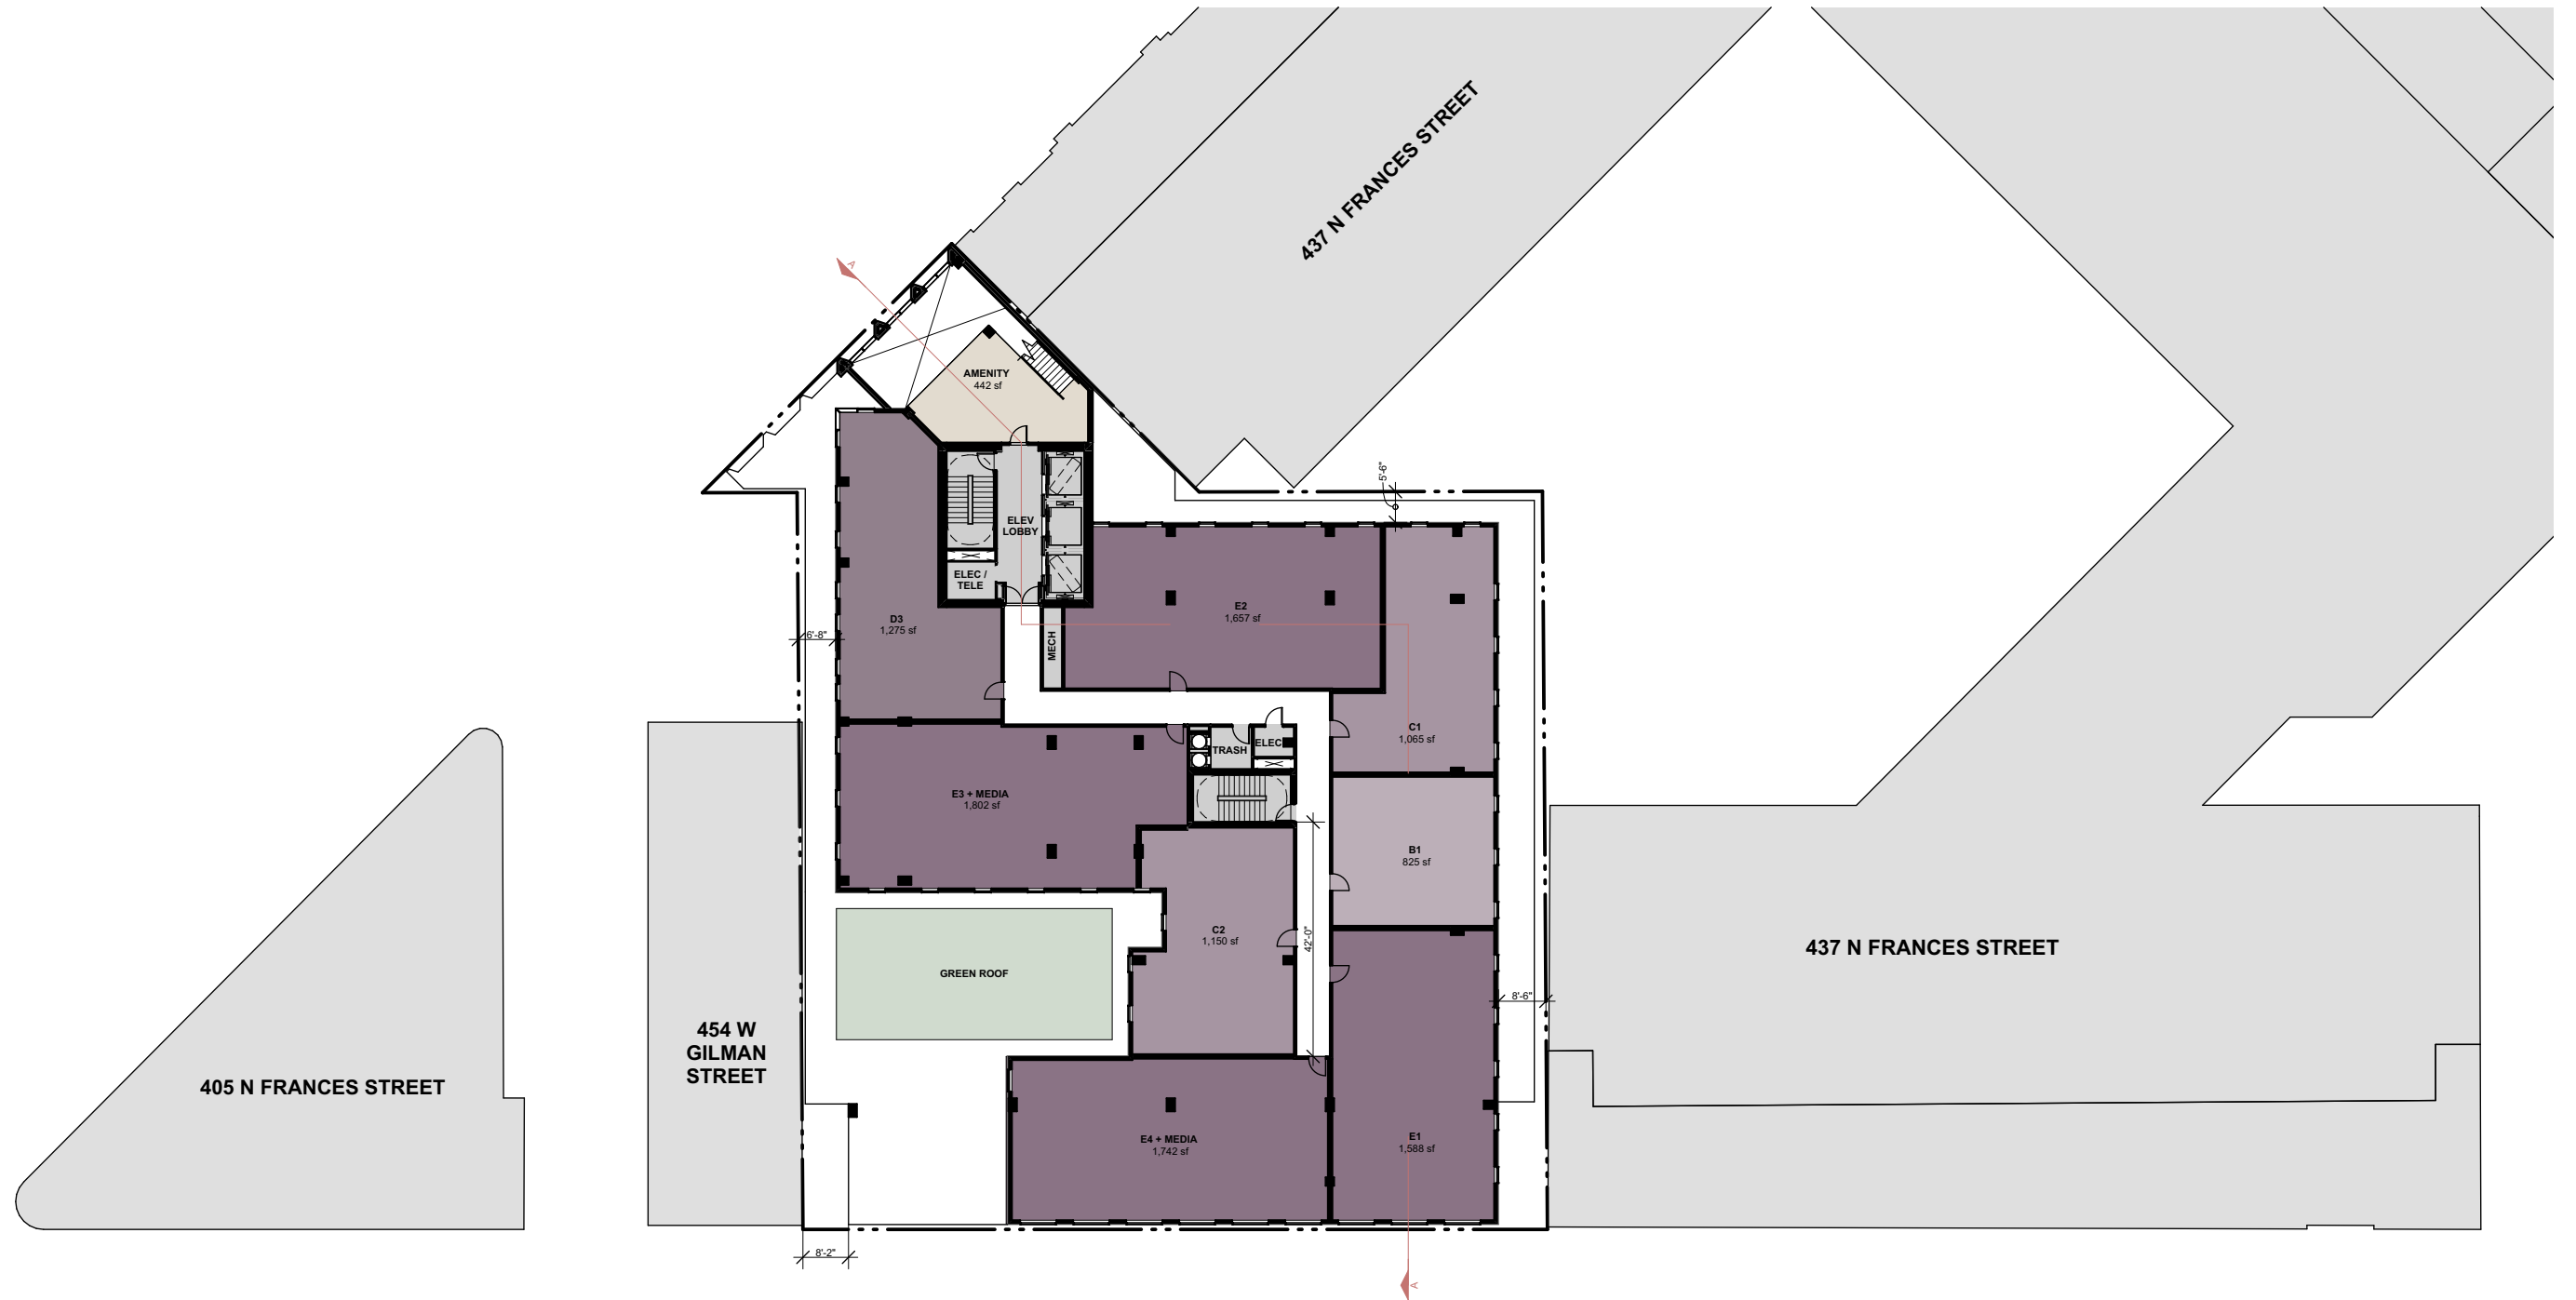 437 N FRANCES STREET
A
AMENITY
442 sf
5'-6"
ELEV
LOBBY
ELEC /
TELE
E2
1,657 sf
D3
1,275 sf
6'-8"
MECH
C1
1,065 sf
TRASH
ELEC
E3 + MEDIA
1,802 sf
B1
825 sf
C2
1,150 sf
42'-0"
437 N FRANCES STREET
GREEN ROOF
8'-6"
454 W
GILMAN
STREET
405 N FRANCES STREET
E4 + MEDIA
1,742 sf
E1
1,588 sf
8'-2"
A